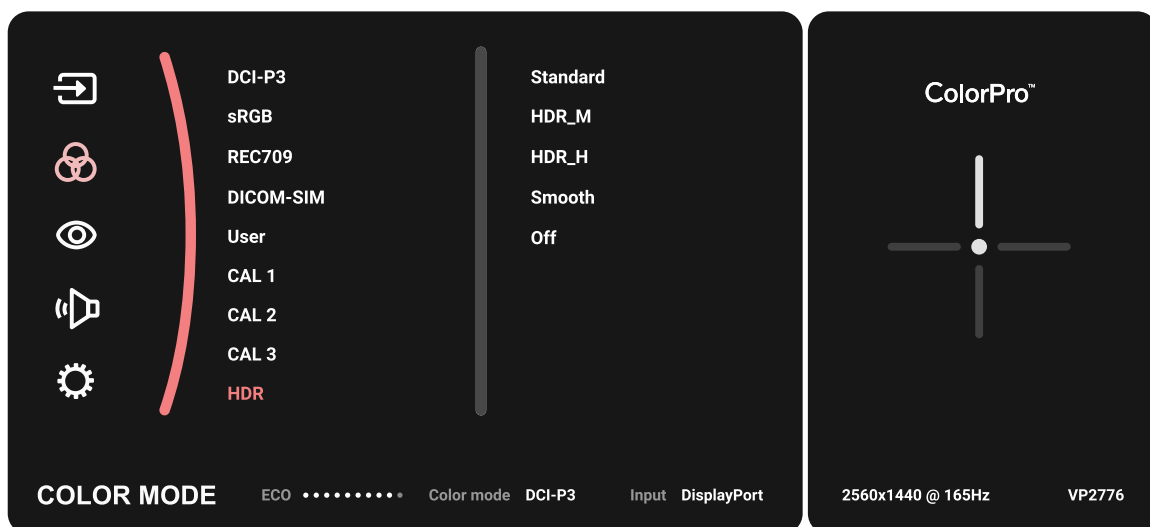 DCI-P3
sRGB
REC709
DICOM-SIM
User
CAL 1
CAL 2
CAL 3
HDR
Standard
HDR_M
HDR_H
Smooth
Off
COLOR MODE
ECO
Color mode DCI-P3
Input DisplayPort
ColorPro™
2560x1440 @ 165Hz
VP2776